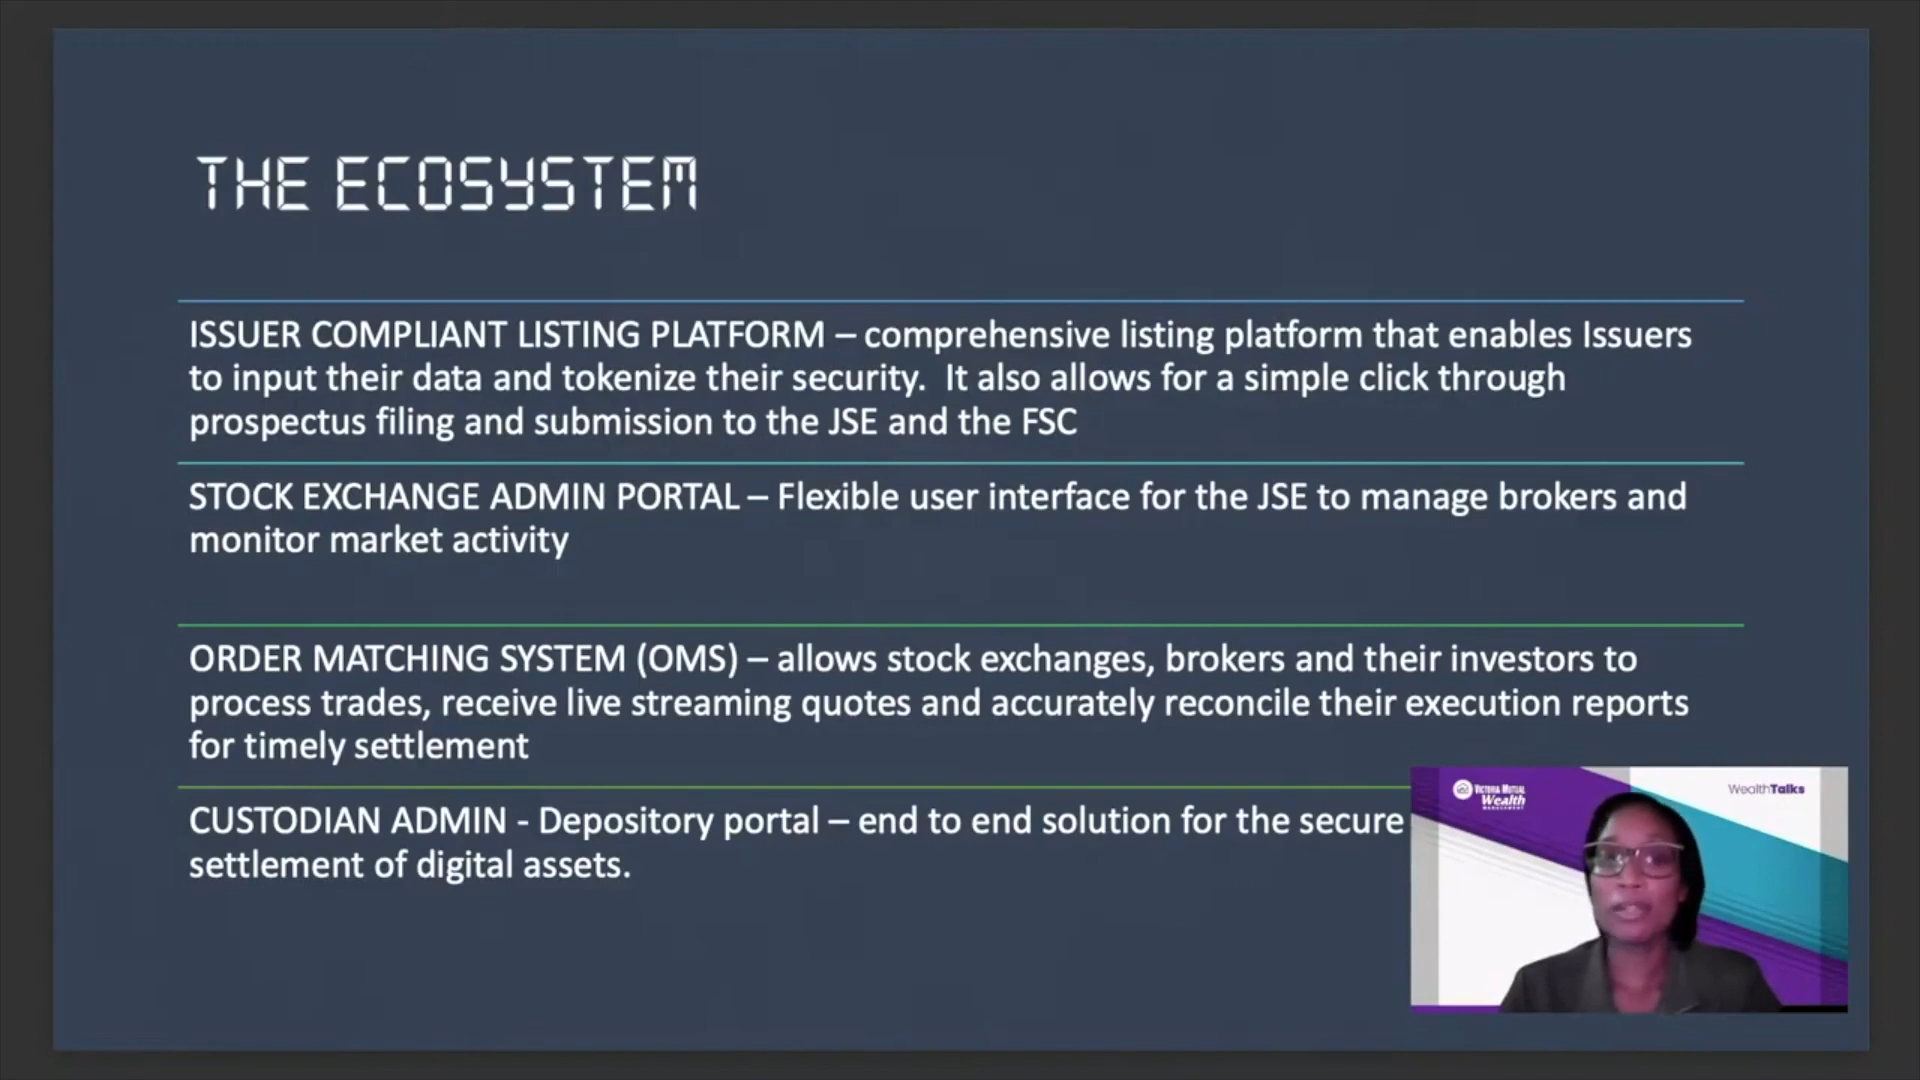 THE ECOSYSTEM
ISSUER COMPLIANT LISTING PLATFORM – comprehensive listing platform that enables Issuers
to input their data and tokenize their security.  It also allows for a simple click through
prospectus filing and submission to the JSE and the FSC
STOCK EXCHANGE ADMIN PORTAL – Flexible user interface for the JSE to manage brokers and
monitor market activity
ORDER MATCHING SYSTEM (OMS) – allows stock exchanges, brokers and their investors to
process trades, receive live streaming quotes and accurately reconcile their execution reports
for timely settlement
CUSTODIAN ADMIN - Depository portal – end to end solution for the secure
settlement of digital assets.
VICTORIA MUTUAL
Wealth
MANAGEMENT
WealthTalks